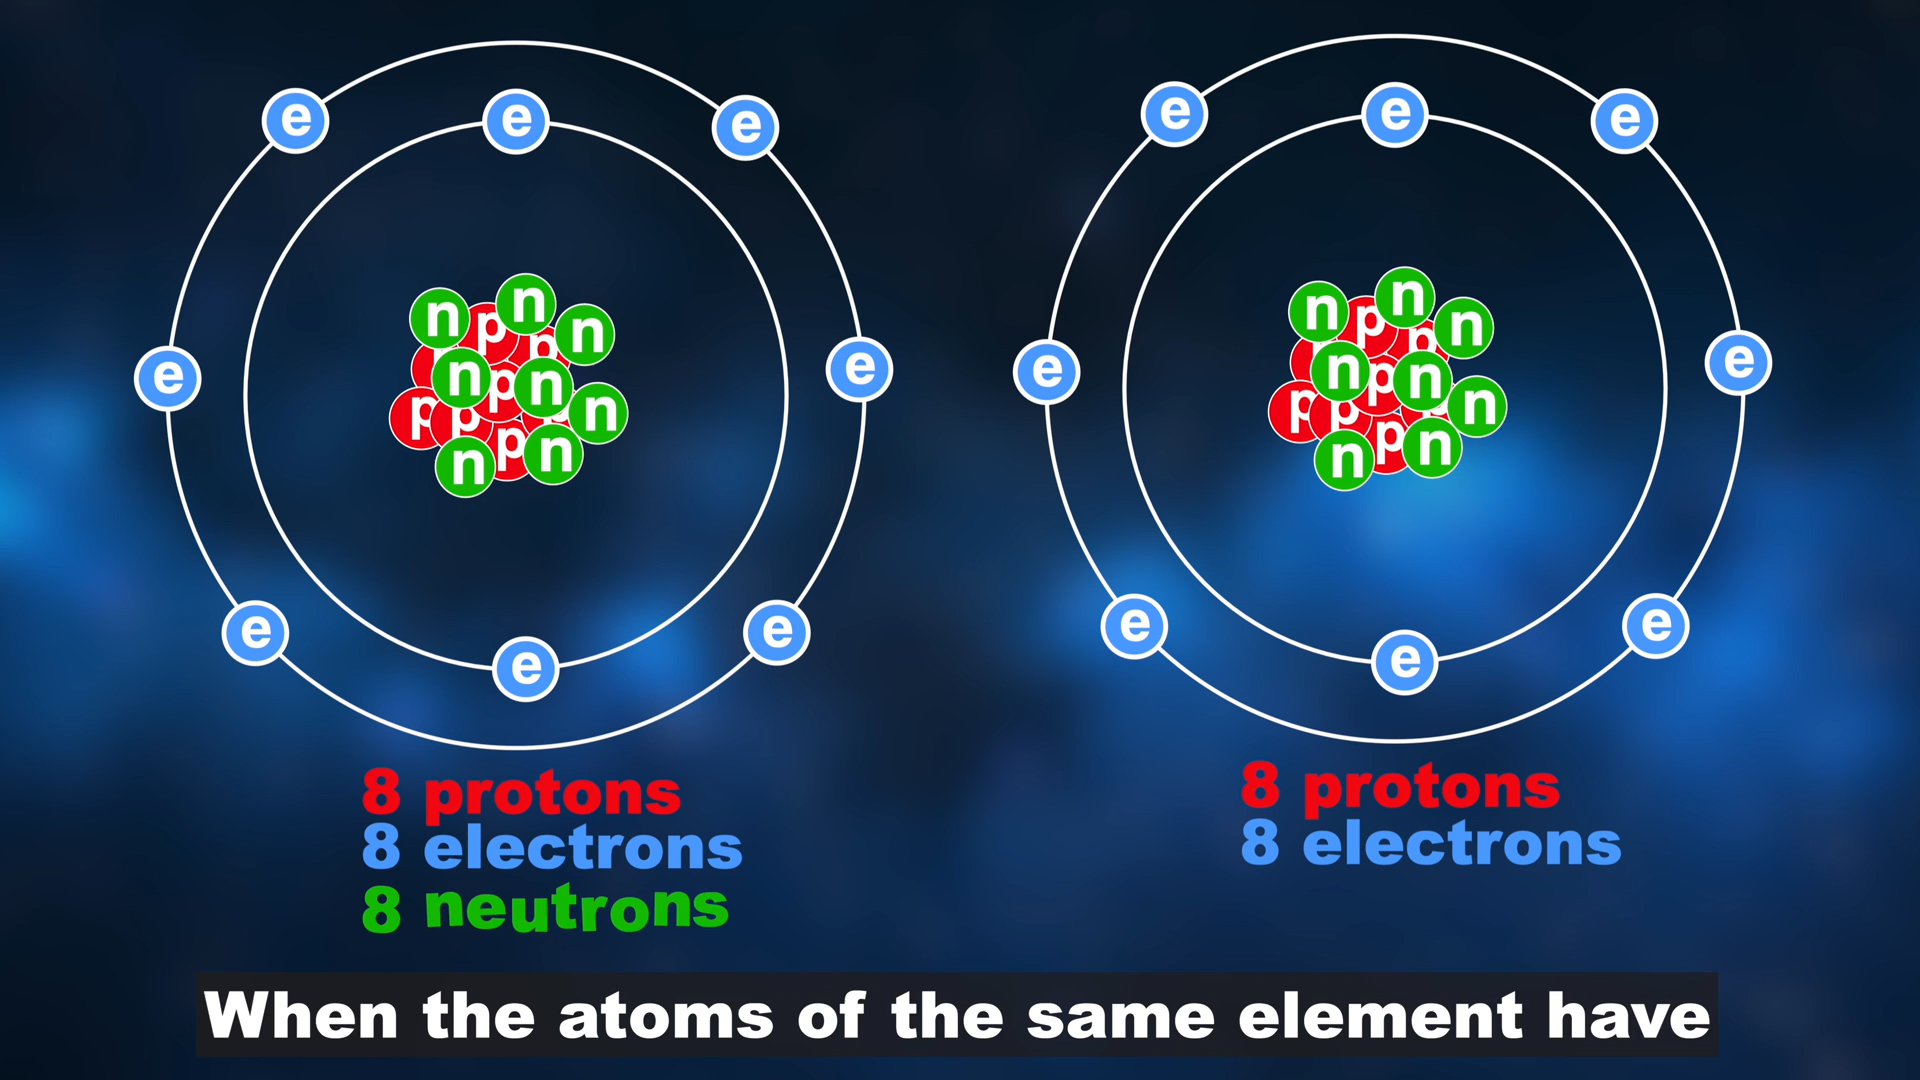 e e e
e e e
n n n
n n n
p p p
p p p
n n
n n
p p p
p p p
n n
n n
n n
n n
p p
p p
e e
e e
e e
e e
e e
e e
8 protons
8 electrons
8 neutrons
8 protons
8 electrons
When the atoms of the same element have